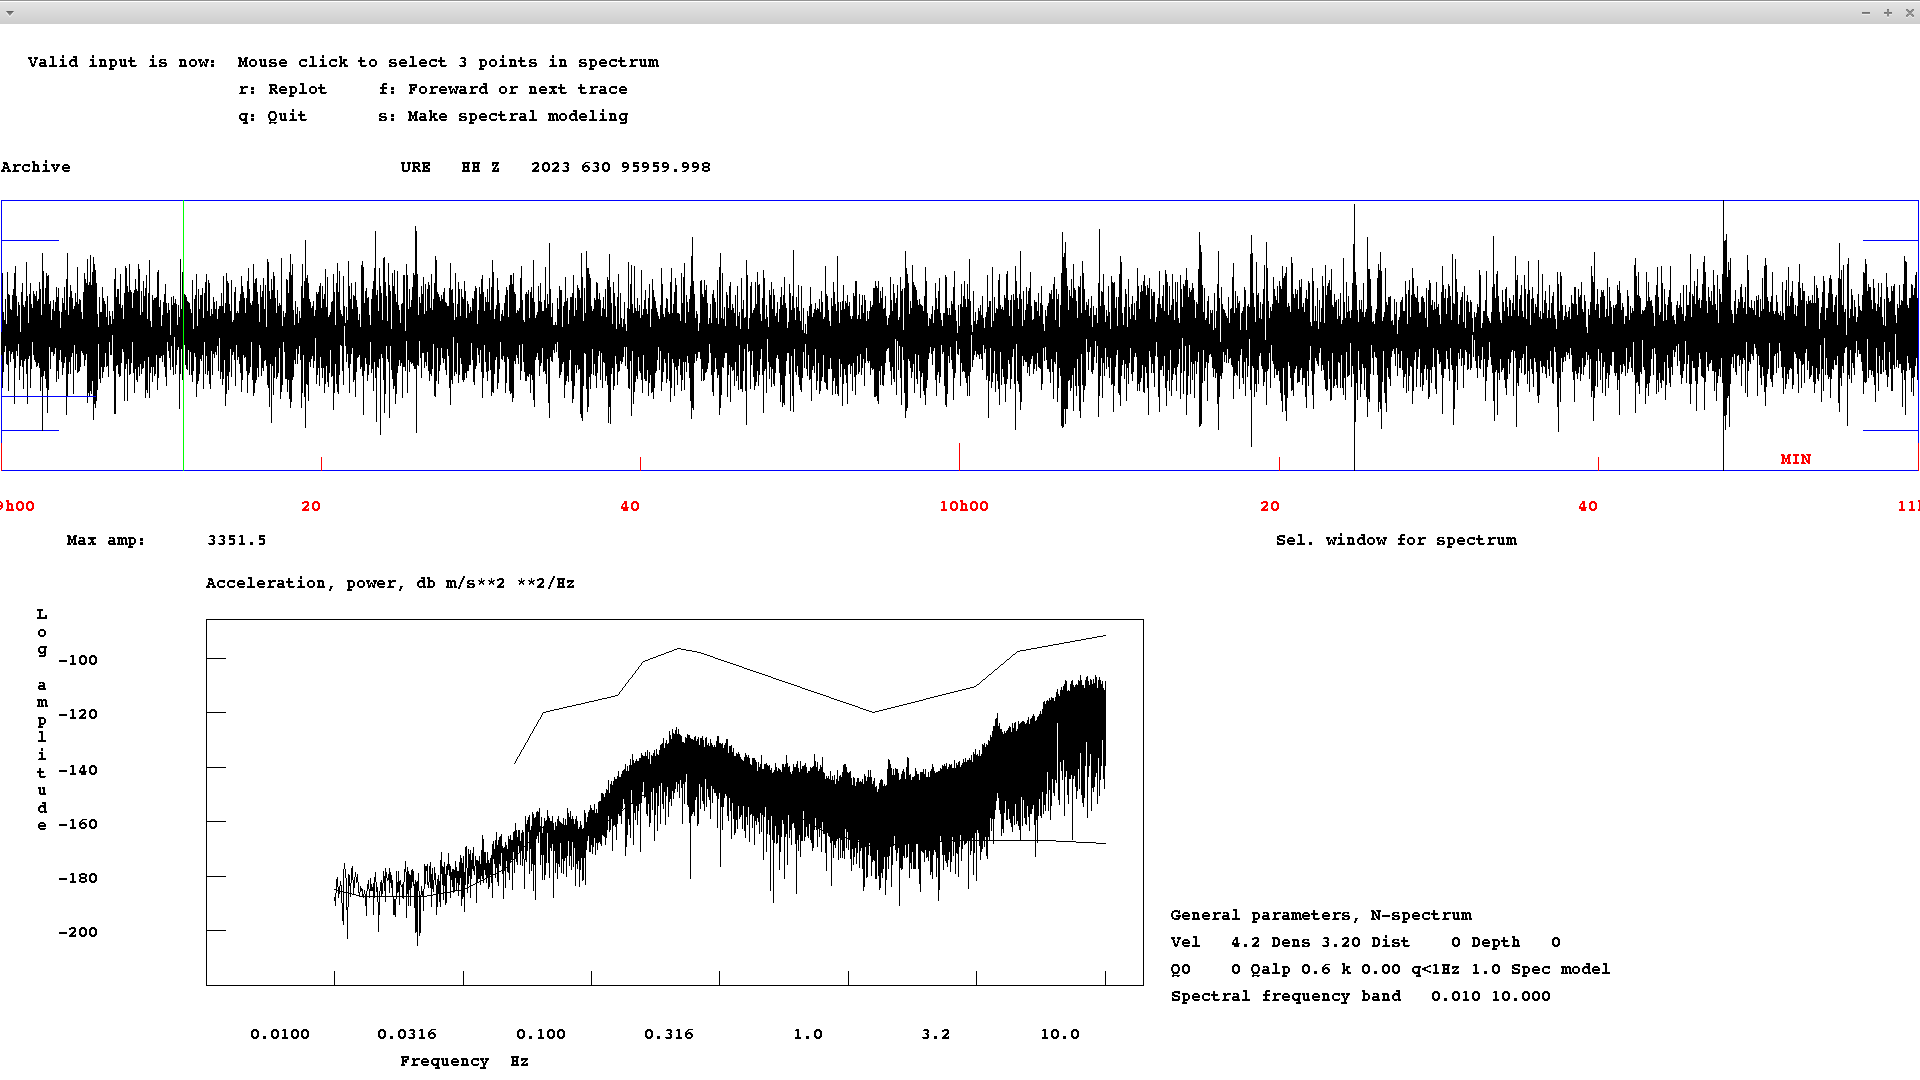 Valid input is now: Mouse click to select 3 points in spectrum
r: Replot f: Foreward or next trace
q: Quit s: Make spectral modeling
Archive URE HH Z 2023 630 95959.998
MIN
9h00 20 40 10h00 20 40 11h
Max amp: 3351.5 Sel. window for spectrum
Acceleration, power, db m/s**2 **2/Hz
Log amplitude
-100
-120
-140
-160
-180
-200
General parameters, N-spectrum
Vel 4.2 Dens 3.20 Dist 0 Depth 0
Q0 0 Qalp 0.6 k 0.00 q<1Hz 1.0 Spec model
Spectral frequency band 0.010 10.000
0.0100 0.0316 0.100 0.316 1.0 3.2 10.0
Frequency Hz